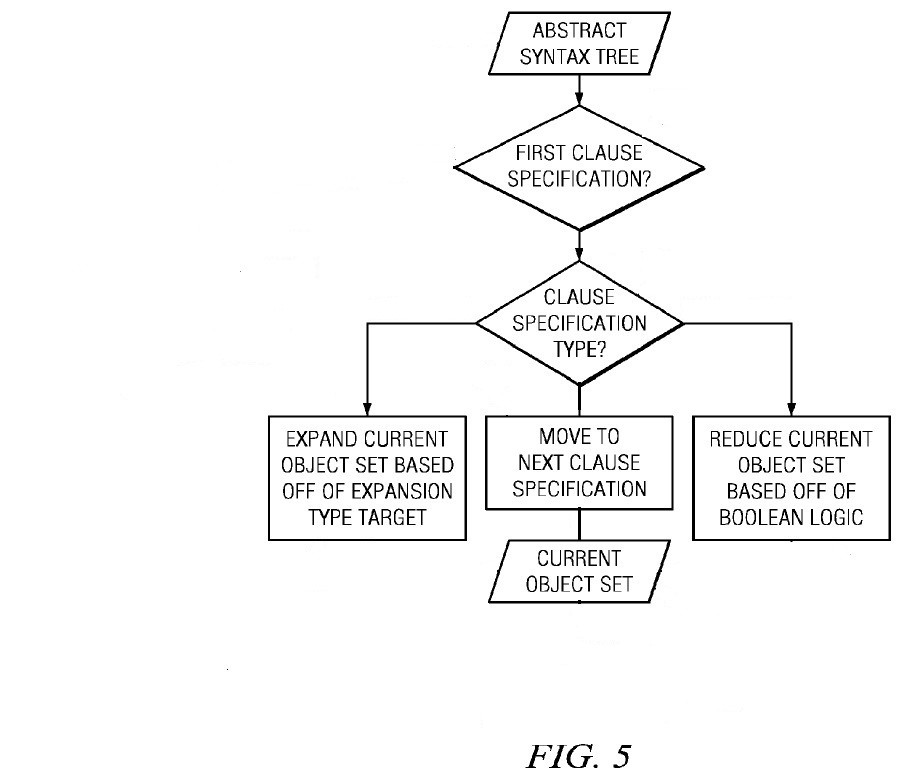 ABSTRACT
SYNTAX TREE
FIRST CLAUSE
SPECIFICATION?
CLAUSE
SPECIFICATION
TYPE?
EXPAND CURRENT
OBJECT SET BASED
OFF OF EXPANSION
TYPE TARGET
MOVE TO
NEXT CLAUSE
SPECIFICATION
REDUCE CURRENT
OBJECT SET
BASED OFF OF
BOOLEAN LOGIC
CURRENT
OBJECT SET
FIG. 5